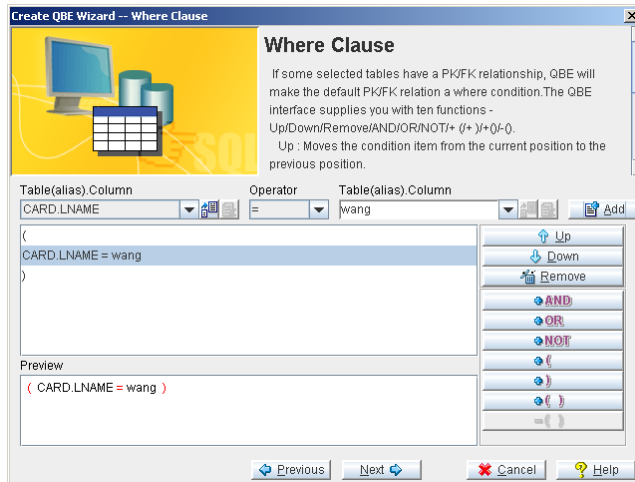 Create QBE Wizard -- Where Clause
Where Clause
If some selected tables have a PK/FK relationship, QBE will
make the default PK/FK relation a where condition.The QBE
interface supplies you with ten functions -
Up/Down/Remove/AND/OR/NOT/+ (/+ )/+()/-().
Up : Moves the condition item from the current position to the
previous position.
SQL
Table(alias).Column Operator Table(alias).Column
CARD.LNAME = wang Add
(
CARD.LNAME = wang
)
Up
Down
Remove
AND
OR
NOT
(
)
( )
-( )
Preview
( CARD.LNAME = wang )
Previous Next Cancel Help